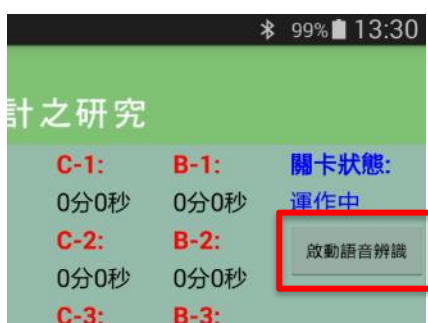 99% 13:30
計之研究
C-1: B-1: 關卡狀態:
0分0秒 0分0秒 運作中
C-2: B-2: 啟動語音辨識
0分0秒 0分0秒
C-3: B-3: